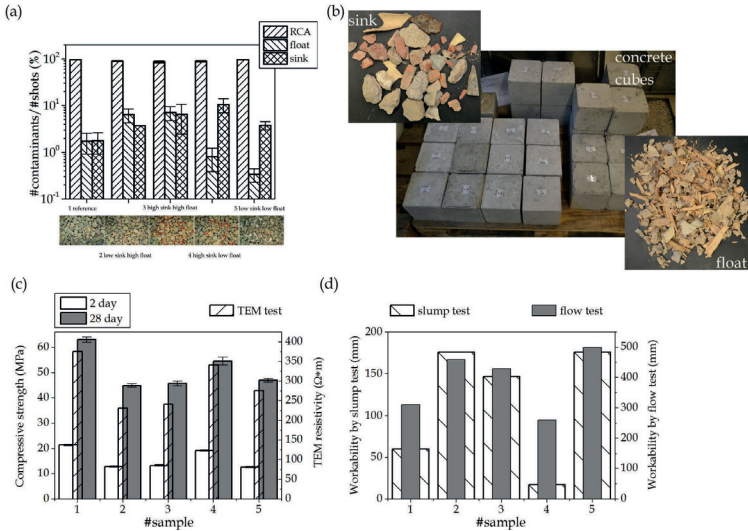 (a)
RCA
float
sink
#contaminants/#shots (%)
10²
10¹
10⁰
10⁻¹
1 reference
3 high sink high float
5 low sink low float
2 low sink high float
4 high sink low float
(b)
sink
concrete
cubes
float
(c)
2 day
28 day
TEM test
Compressive strength (MPa)
60
50
40
30
20
10
0
400
350
300
250
200
150
100
50
0
TEM resistivity (Ω*m)
1 2 3 4 5
#sample
(d)
slump test
flow test
Workability by slump test (mm)
200
150
100
50
0
500
400
300
200
100
0
Workability by flow test (mm)
1 2 3 4 5
#sample